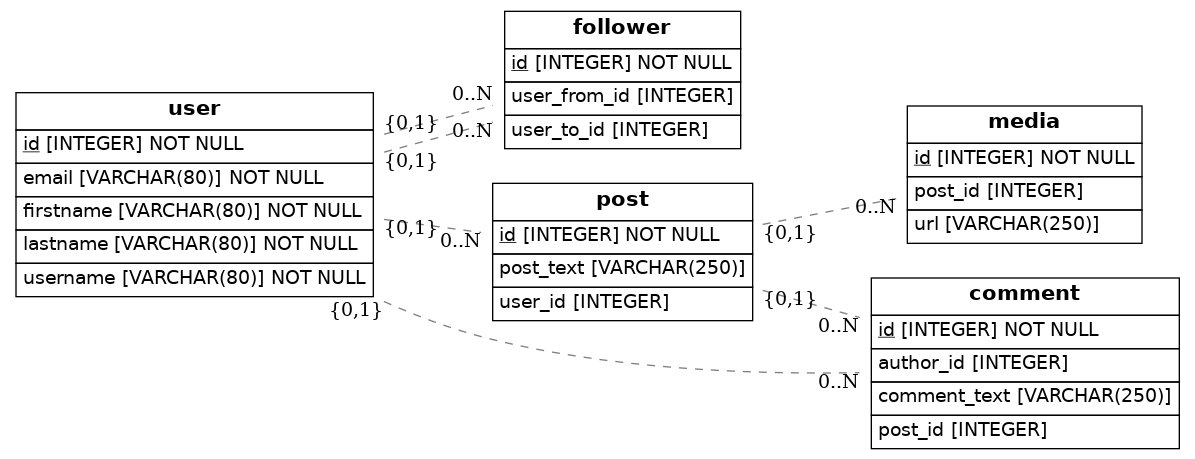 follower
id [INTEGER] NOT NULL
user_from_id [INTEGER]
user_to_id [INTEGER]
user
id [INTEGER] NOT NULL
email [VARCHAR(80)] NOT NULL
firstname [VARCHAR(80)] NOT NULL
lastname [VARCHAR(80)] NOT NULL
username [VARCHAR(80)] NOT NULL
0..N
{0,1}
0..N
{0,1}
{0,1}
0..N
{0,1}
post
id [INTEGER] NOT NULL
post_text [VARCHAR(250)]
user_id [INTEGER]
media
id [INTEGER] NOT NULL
post_id [INTEGER]
url [VARCHAR(250)]
0..N
{0,1}
{0,1}
0..N
0..N
comment
id [INTEGER] NOT NULL
author_id [INTEGER]
comment_text [VARCHAR(250)]
post_id [INTEGER]